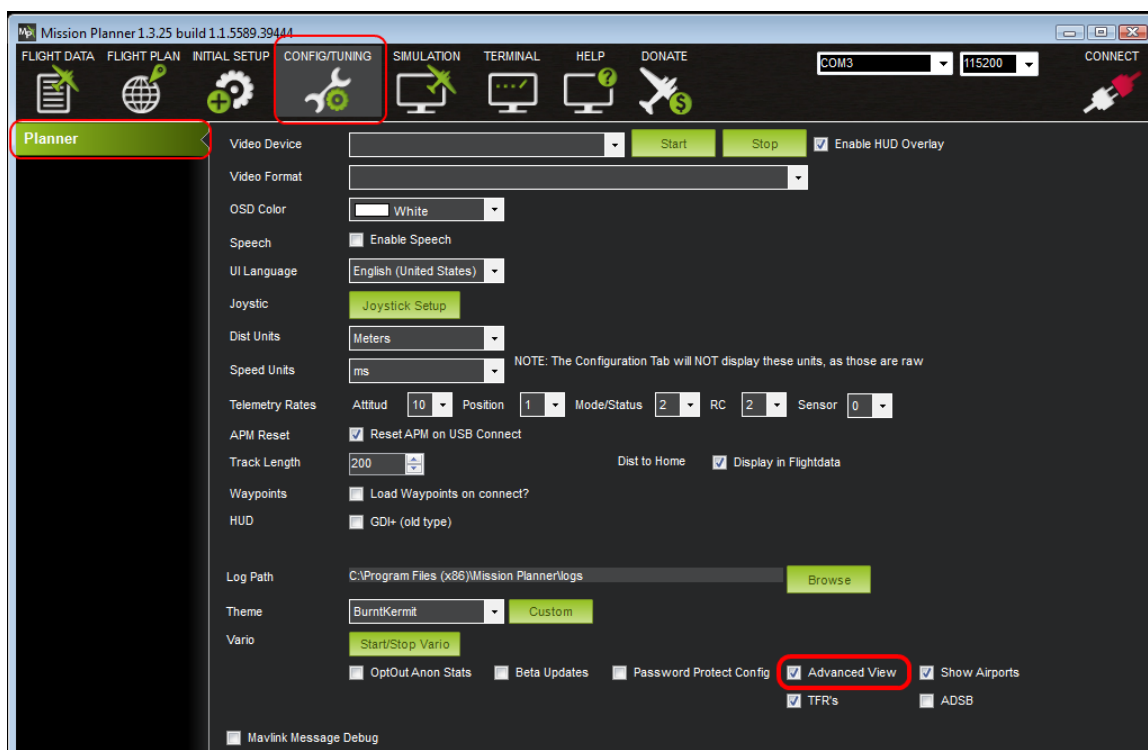 Mission Planner 1.3.25 build 1.1.5589.39444
FLIGHT DATA FLIGHT PLAN INITIAL SETUP CONFIG/TUNING SIMULATION TERMINAL HELP DONATE COM3 115200 CONNECT
Planner
Video Device Start Stop Enable HUD Overlay
Video Format
OSD Color White
Speech Enable Speech
UI Language English (United States)
Joystic Joystick Setup
Dist Units Meters
NOTE: The Configuration Tab will NOT display these units, as those are raw
Speed Units ms
Telemetry Rates Attitud 10 Position 1 Mode/Status 2 RC 2 Sensor 0
APM Reset Reset APM on USB Connect
Track Length 200 Dist to Home Display in Flightdata
Waypoints Load Waypoints on connect?
HUD GDI+ (old type)
Log Path C:\Program Files (x86)\Mission Planner\logs Browse
Theme BurntKermit Custom
Vario Start/Stop Vario
OptOut Anon Stats Beta Updates Password Protect Config Advanced View Show Airports
TFR's ADSB
Mavlink Message Debug